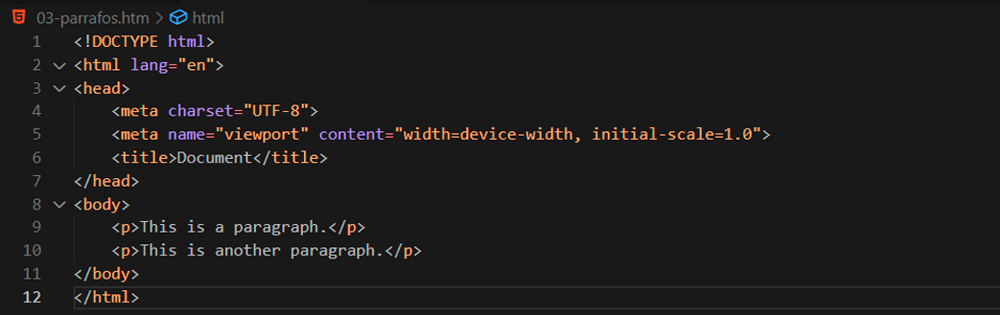 03-parrafos.htm > html
1 <!DOCTYPE html>
2 <html lang="en">
3 <head>
4     <meta charset="UTF-8">
5     <meta name="viewport" content="width=device-width, initial-scale=1.0">
6     <title>Document</title>
7 </head>
8 <body>
9     <p>This is a paragraph.</p>
10     <p>This is another paragraph.</p>
11 </body>
12 </html>